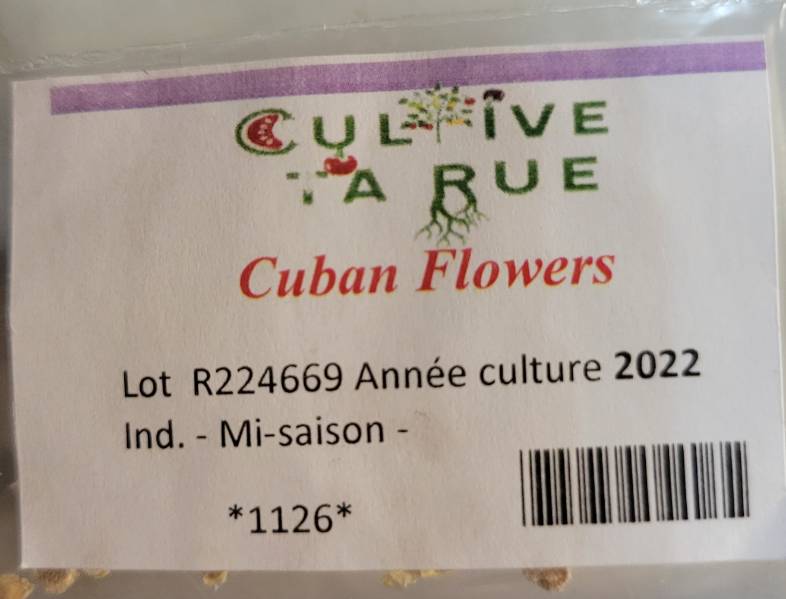 CULTIVE
TA RUE
Cuban Flowers
Lot R224669 Année culture 2022
Ind. - Mi-saison -
*1126*